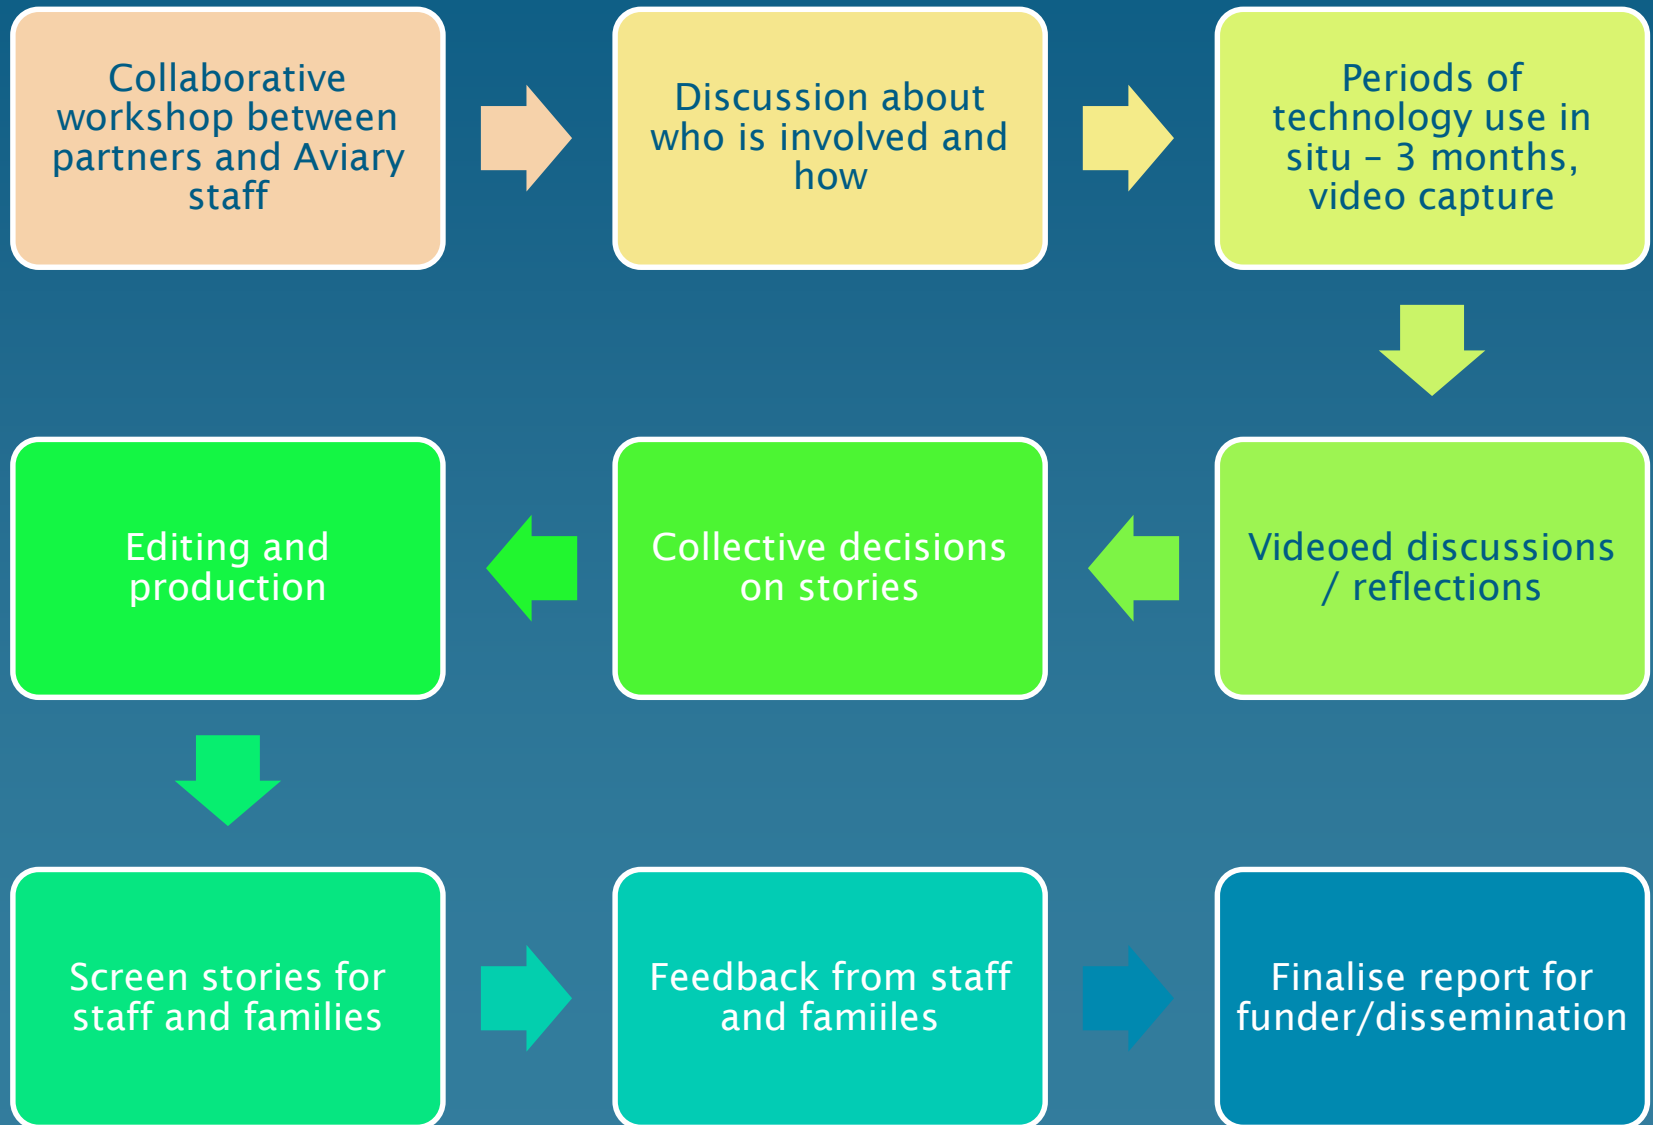 Collaborative
workshop between
partners and Aviary
staff
Discussion about
who is involved and
how
Periods of
technology use in
situ – 3 months,
video capture
Videoed discussions
/ reflections
Collective decisions
on stories
Editing and
production
Screen stories for
staff and families
Feedback from staff
and famiiles
Finalise report for
funder/dissemination